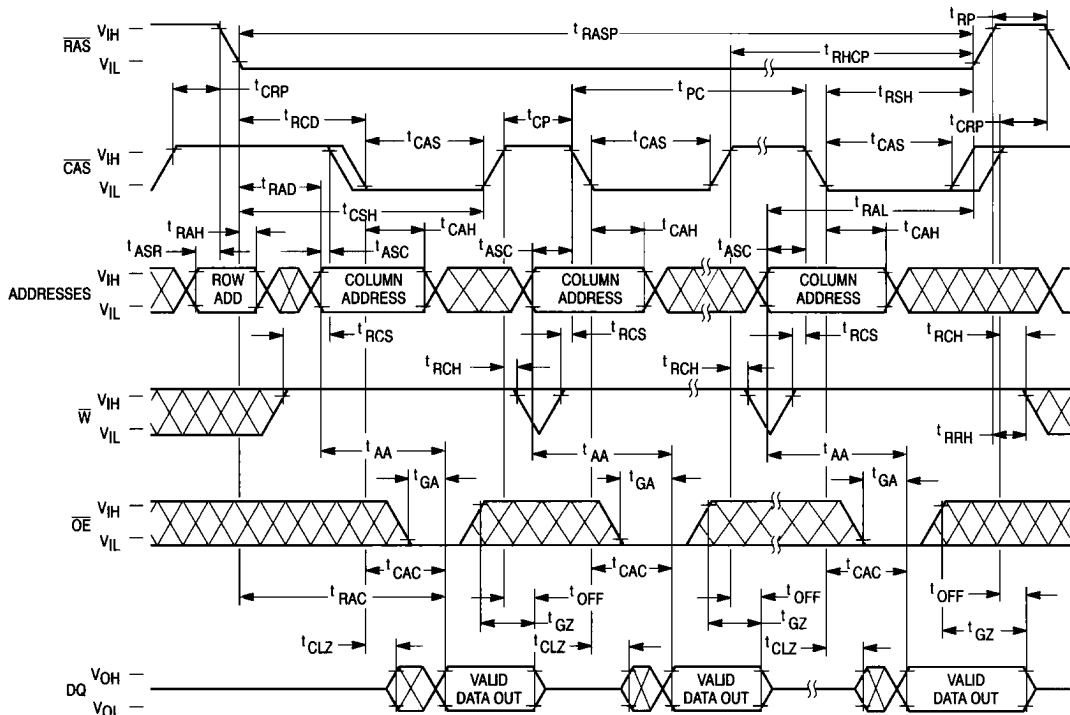 RAS VIH tRASP tRP
VIL tRHCP
tCRP tRCD tCP tPC tRSH tCRP
CAS VIH tCAS tCAS tCAS
VIL tRAD tCSH tRAL
tRAH tCAH tCAH tCAH
tASR tASC tASC tASC
ADDRESSES VIH ROW ADD COLUMN ADDRESS COLUMN ADDRESS COLUMN ADDRESS
VIL
tRCS tRCS tRCS tRCH
tRCH tRCH
W VIH
VIL tRRH
tAA tAA tAA
tGA tGA tGA
OE VIH
VIL
tCAC tCAC tCAC
tRAC tOFF tOFF tOFF
tGZ tGZ tGZ
tCLZ tCLZ tCLZ
DQ VOH VALID DATA OUT VALID DATA OUT VALID DATA OUT
VOL